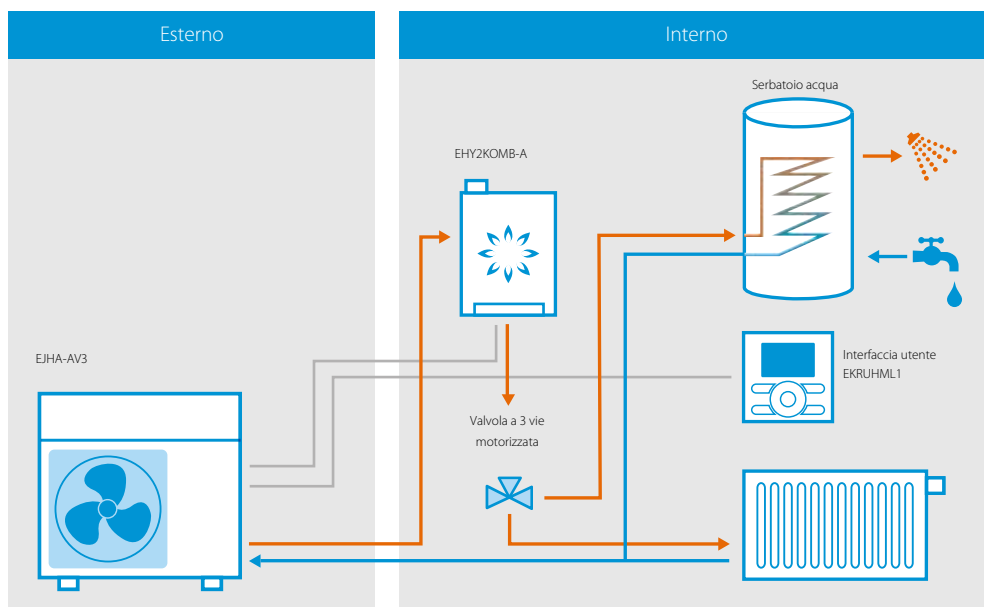 Esterno
Interno
Serbatoio acqua
EHY2KOMB-A
EJHA-AV3
Interfaccia utente
EKRUHML1
Valvola a 3 vie
motorizzata